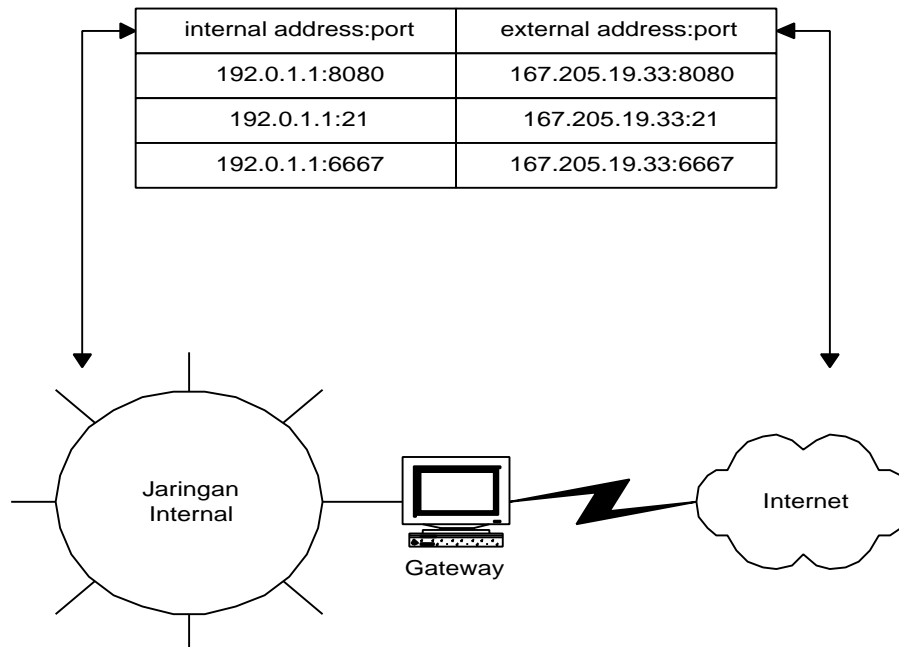 internal address:port external address:port
192.0.1.1:8080 167.205.19.33:8080
192.0.1.1:21 167.205.19.33:21
192.0.1.1:6667 167.205.19.33:6667
Jaringan
Internal
Internet
Gateway